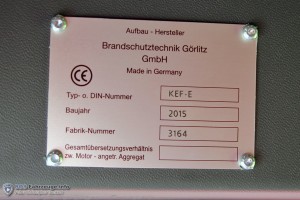 Aufbau - Hersteller
Brandschutztechnik Görlitz
GmbH
Made in Germany
CE
Typ- o. DIN-Nummer KEF-E
Baujahr 2015
Fabrik-Nummer 3164
Gesamtübersetzungsverhältnis
zw. Motor - angetr. Aggregat